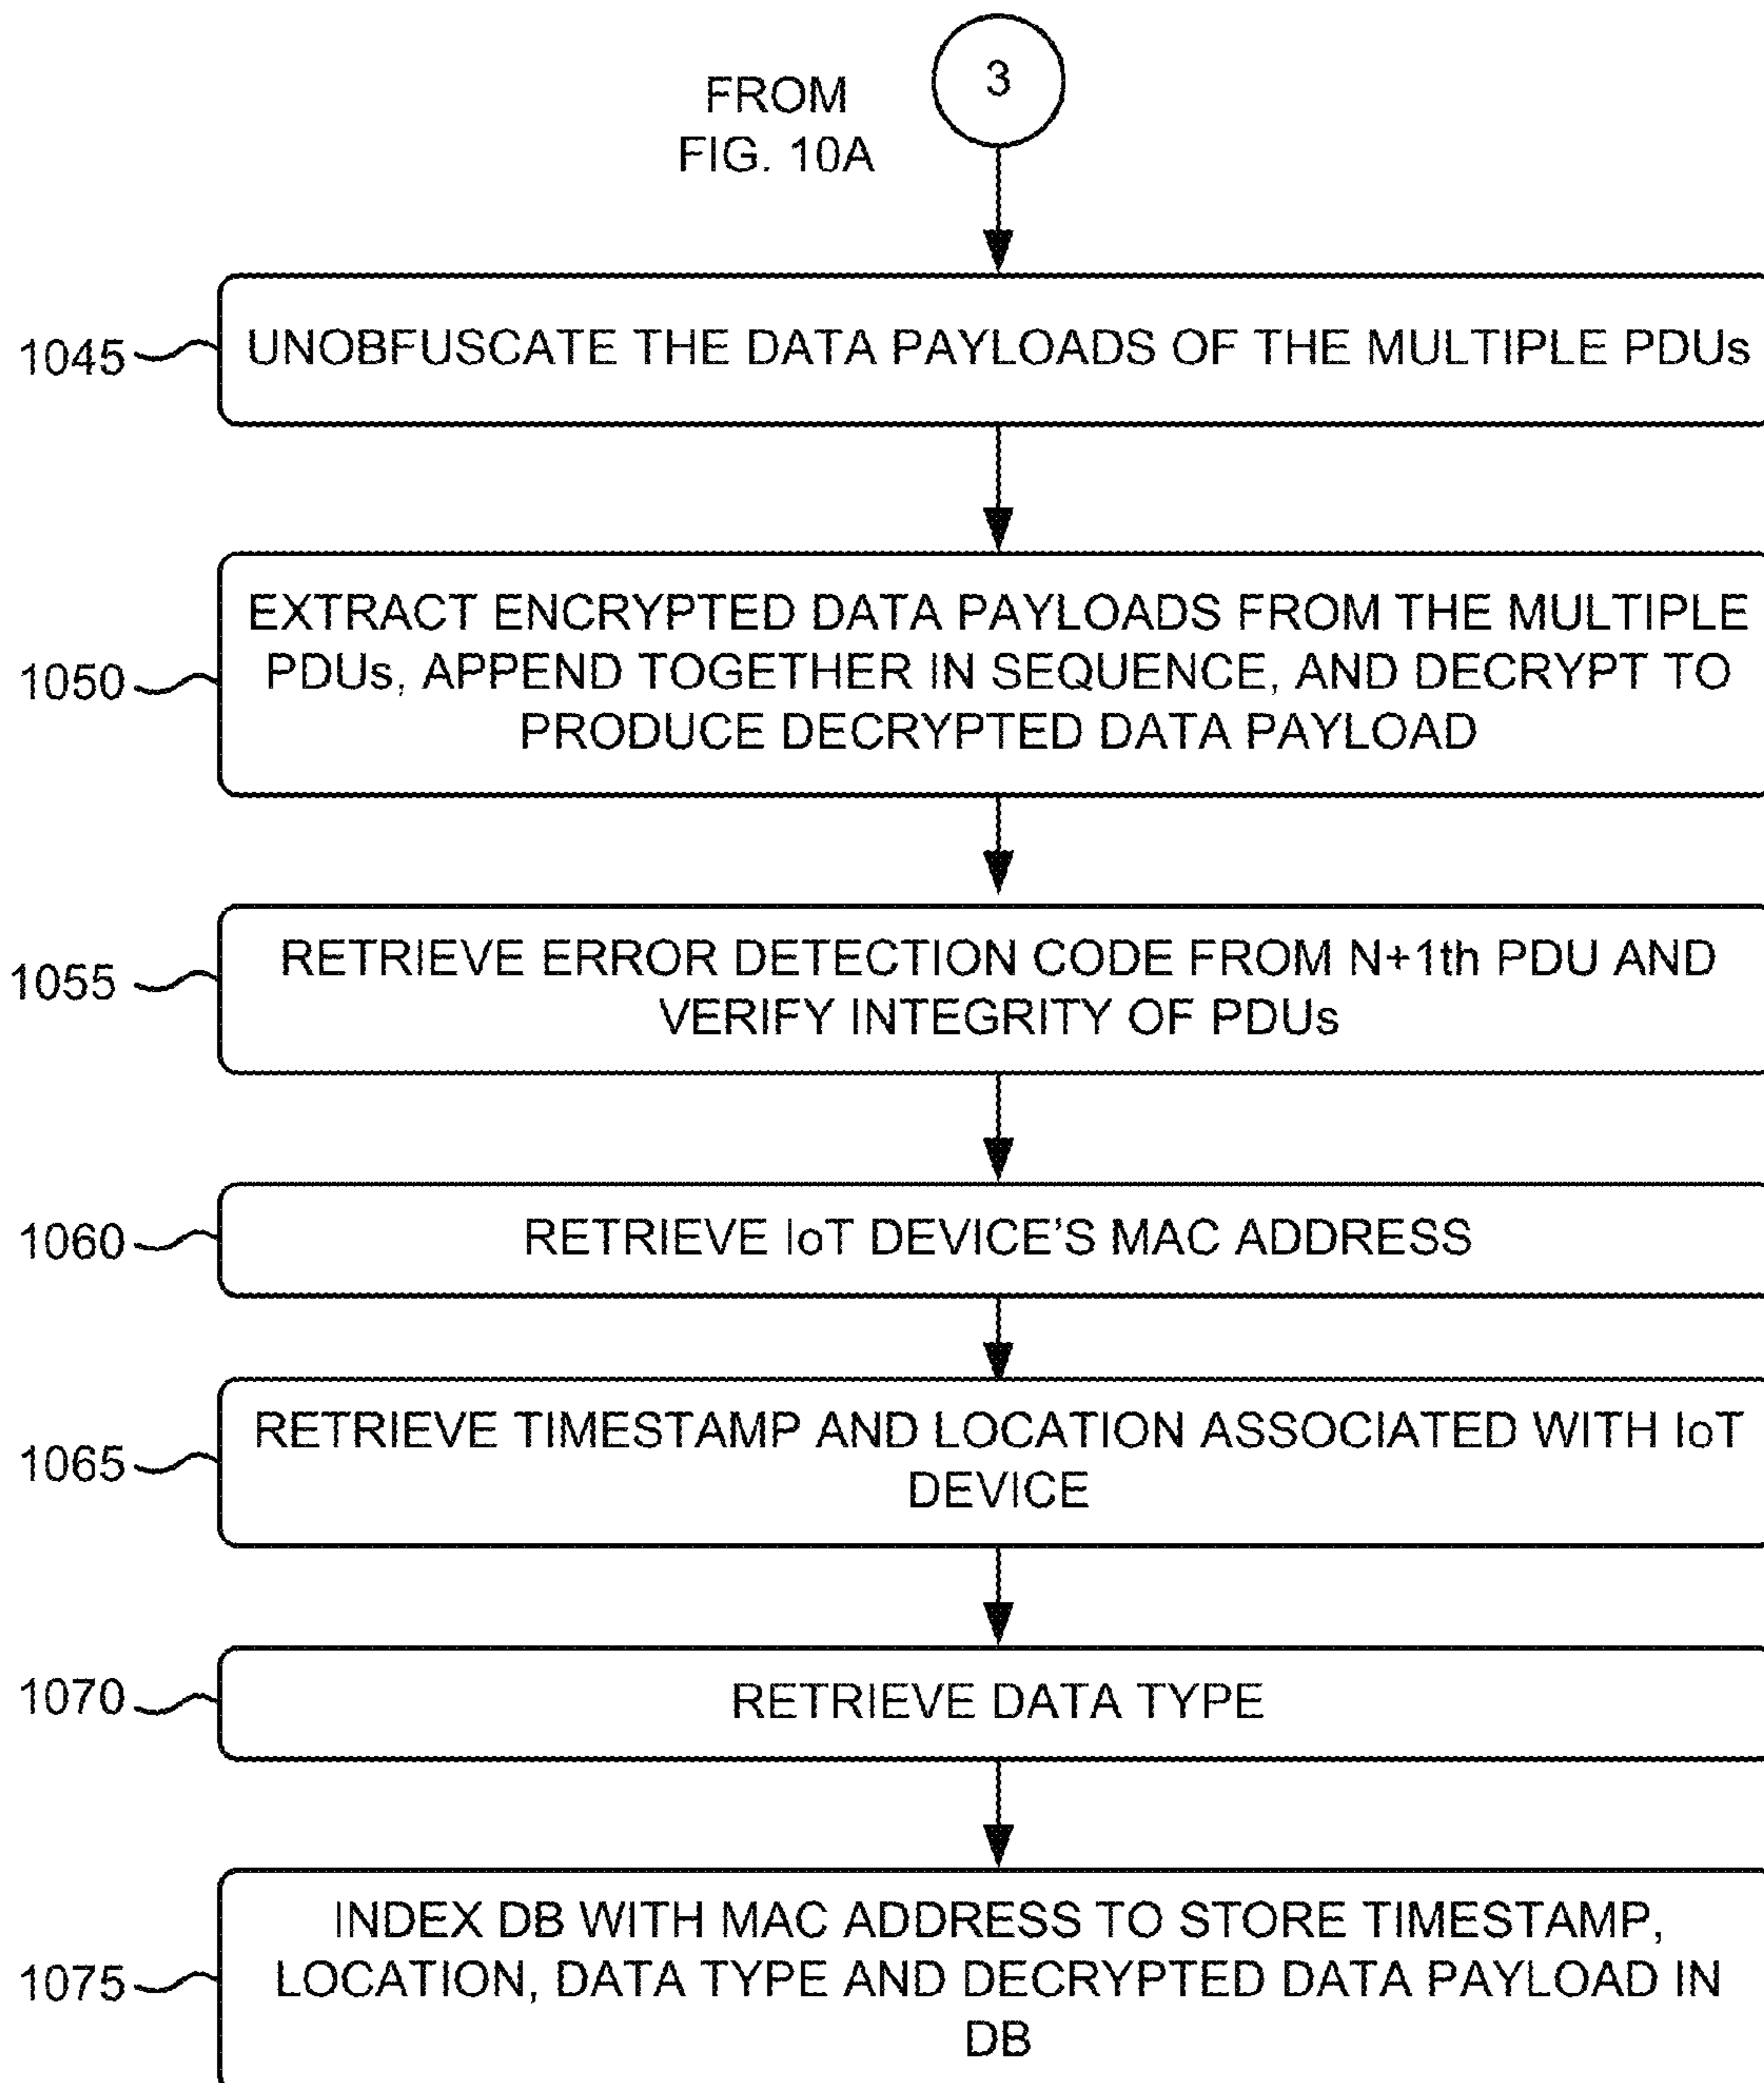 FROM
FIG. 10A
3
1045
UNOBFUSCATE THE DATA PAYLOADS OF THE MULTIPLE PDUs
1050
EXTRACT ENCRYPTED DATA PAYLOADS FROM THE MULTIPLE
PDUs, APPEND TOGETHER IN SEQUENCE, AND DECRYPT TO
PRODUCE DECRYPTED DATA PAYLOAD
1055
RETRIEVE ERROR DETECTION CODE FROM N+1th PDU AND
VERIFY INTEGRITY OF PDUs
1060
RETRIEVE IoT DEVICE'S MAC ADDRESS
1065
RETRIEVE TIMESTAMP AND LOCATION ASSOCIATED WITH IoT
DEVICE
1070
RETRIEVE DATA TYPE
1075
INDEX DB WITH MAC ADDRESS TO STORE TIMESTAMP,
LOCATION, DATA TYPE AND DECRYPTED DATA PAYLOAD IN
DB